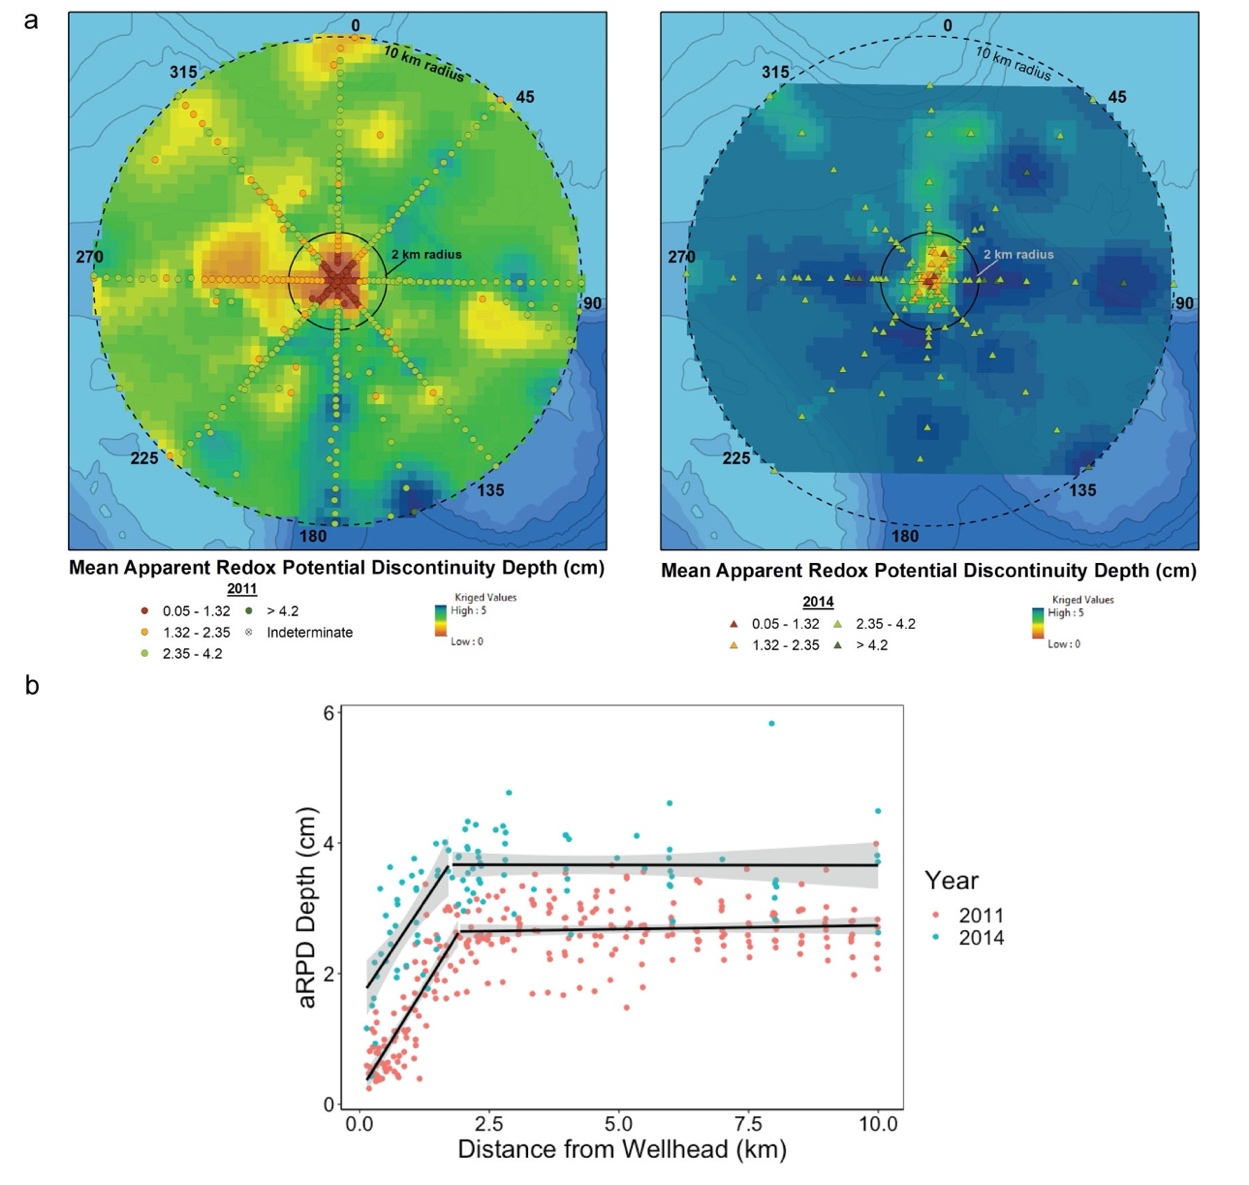 a
0
10 km radius
315
45
2 km radius
270
90
225
135
180
Mean Apparent Redox Potential Discontinuity Depth (cm)
2011
0.05 - 1.32
> 4.2
1.32 - 2.35
Indeterminate
2.35 - 4.2
Kriged Values
High : 5
Low : 0
0
10 km radius
315
45
2 km radius
270
90
225
135
180
Mean Apparent Redox Potential Discontinuity Depth (cm)
2014
0.05 - 1.32
2.35 - 4.2
1.32 - 2.35
> 4.2
Kriged Values
High : 5
Low : 0
b
6
4
2
0
aRPD Depth (cm)
0.0
2.5
5.0
7.5
10.0
Distance from Wellhead (km)
Year
2011
2014